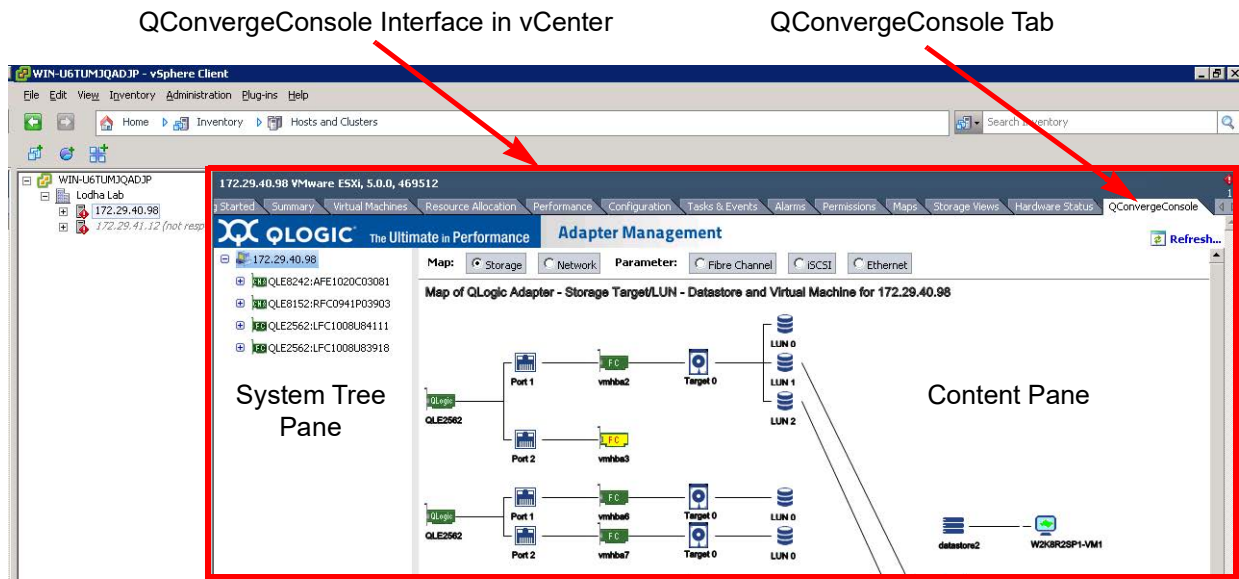 QConvergeConsole Interface in vCenter QConvergeConsole Tab
WIN-U6TUMJQADJP - vSphere Client
File Edit View Inventory Administration Plug-ins Help
Home Inventory Hosts and Clusters Search Inventory
WIN-U6TUMJQADJP
Lodha Lab
172.29.40.98
172.29.41.12 (not resp
172.29.40.98 VMware ESXi, 5.0.0, 469512
g Started Summary Virtual Machines Resource Allocation Performance Configuration Tasks & Events Alarms Permissions Maps Storage Views Hardware Status QConvergeConsole
QLOGIC The Ultimate in Performance Adapter Management
Refresh...
172.29.40.98
QLE8242:AFE1020C03081
QLE8152:RFC0941P03903
QLE2562:LFC1008U84111
QLE2562:LFC1008U83918
System Tree
Pane
Map: Storage Network Parameter: Fibre Channel iSCSI Ethernet
Map of QLogic Adapter - Storage Target/LUN - Datastore and Virtual Machine for 172.29.40.98
LUN 0
FC
Port 1 vmhba2 Target 0 LUN 1
QLogic
QLE2562 LUN 2
FC
Port 2 vmhba3
Content Pane
FC
QLogic Port 1 vmhba6 Target 0 LUN 0
QLE2562 FC
Port 2 vmhba7 Target 0 LUN 0
datastore2 W2K8R2SP1-VM1